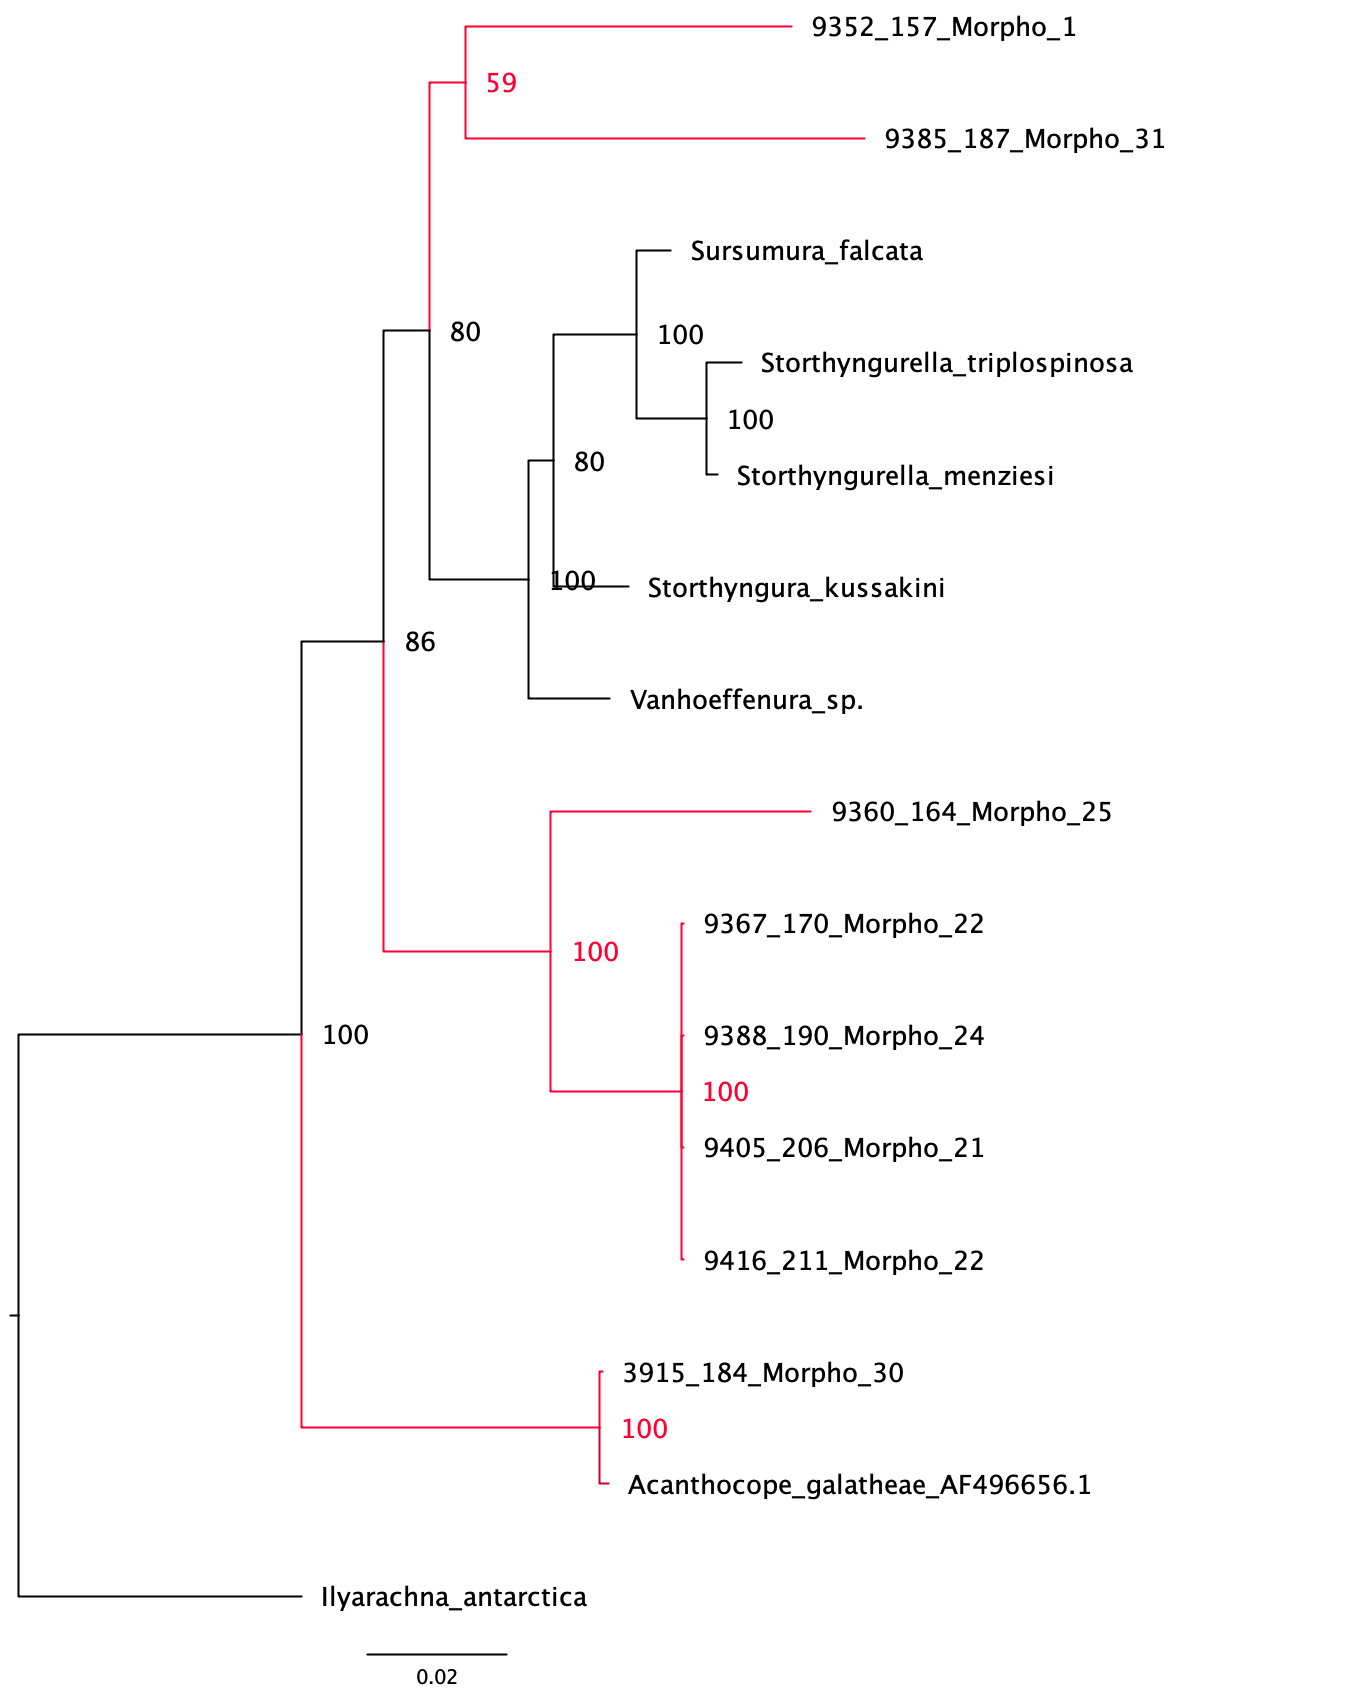 9352_157_Morpho_1
59
9385_187_Morpho_31
Sursumura_falcata
80
100
Storthyngurella_triplospinosa
100
80
Storthyngurella_menziesi
100
Storthyngura_kussakini
86
Vanhoeffenura_sp.
9360_164_Morpho_25
9367_170_Morpho_22
100
100
9388_190_Morpho_24
100
9405_206_Morpho_21
9416_211_Morpho_22
3915_184_Morpho_30
100
Acanthocope_galatheae_AF496656.1
Ilyarachna_antarctica
0.02